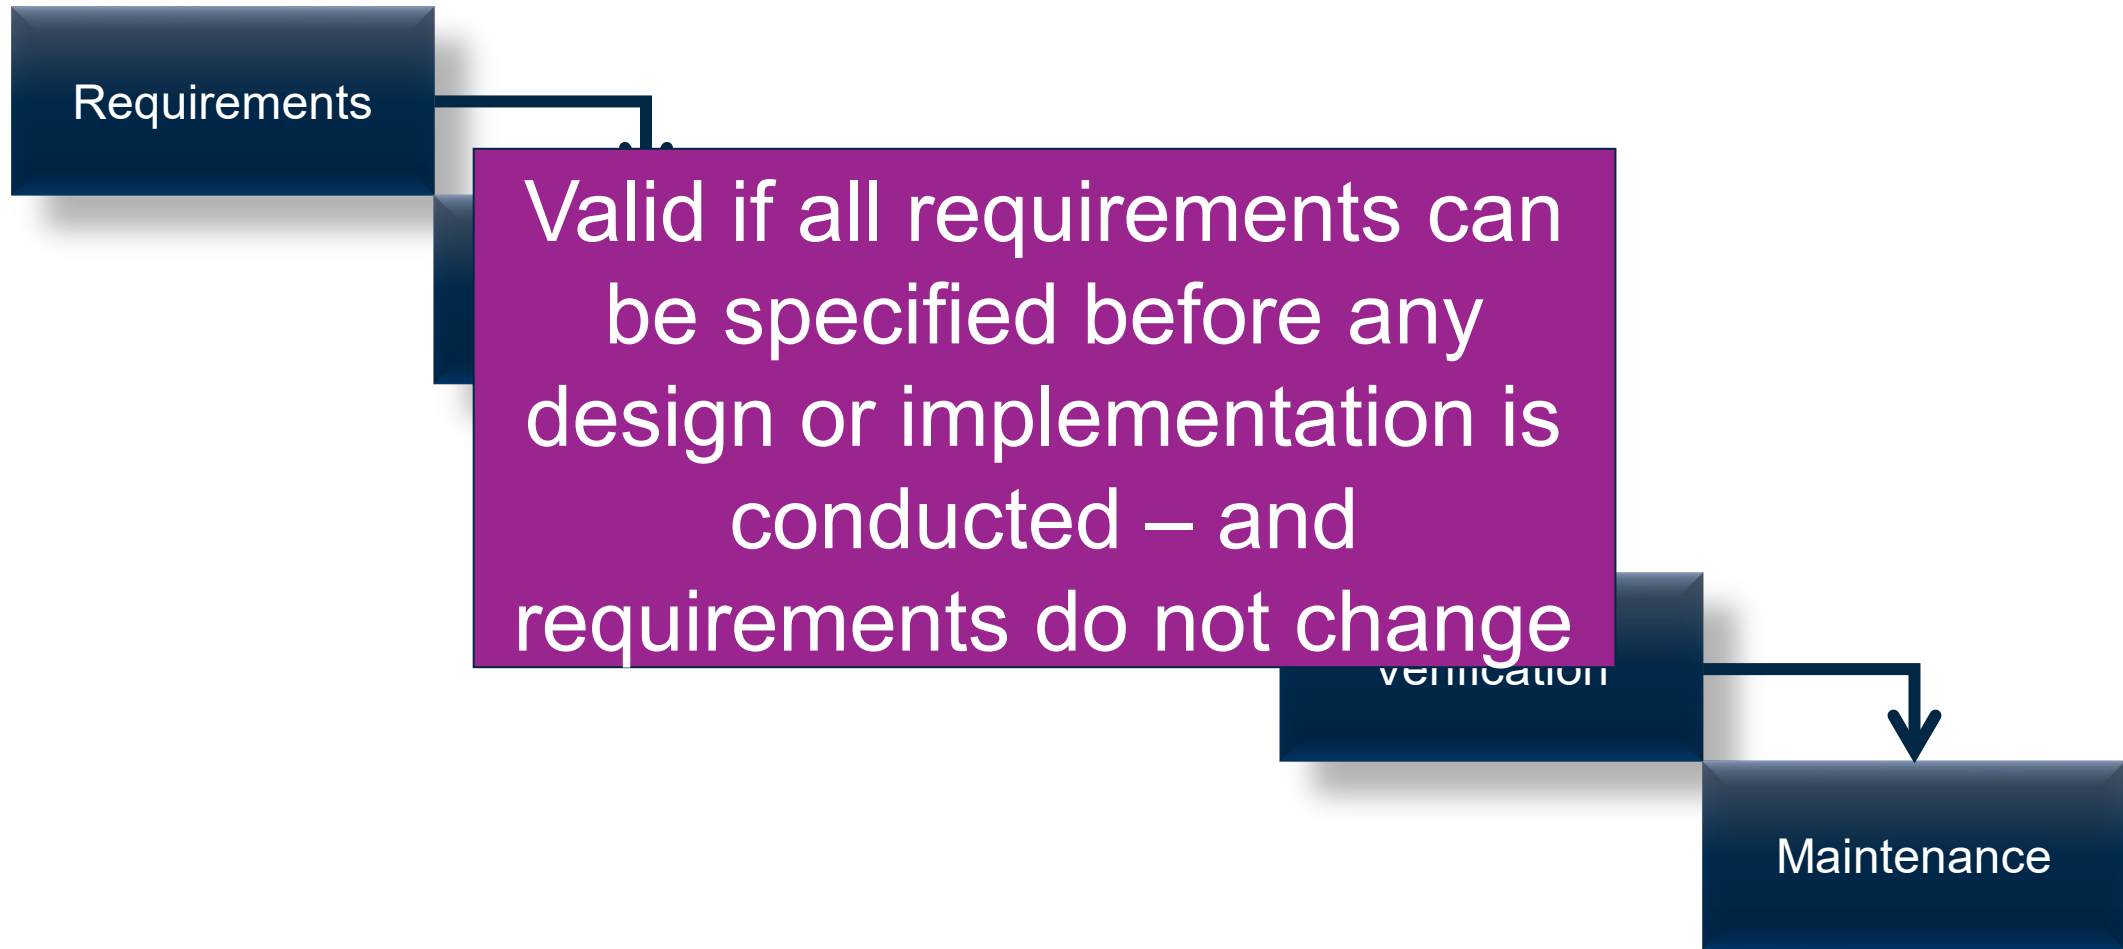 Requirements
Valid if all requirements can
be specified before any
design or implementation is
conducted – and
requirements do not change
Verification
Maintenance